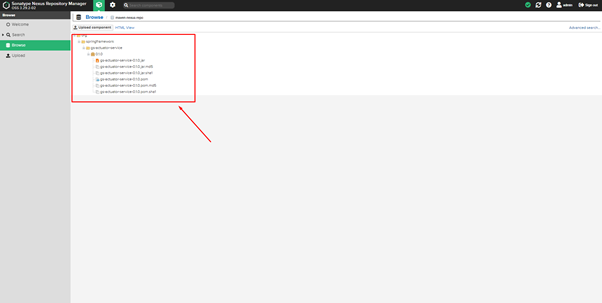 Sonatype Nexus Repository Manager
OSS 3.29.2-02
Search components
admin
Sign out
Browse
Welcome
Search
Browse
Upload
Browse / maven-nexus-repo
Upload component HTML View
Advanced search...
org
springframework
gs-actuator-service
0.1.0
gs-actuator-service-0.1.0.jar
gs-actuator-service-0.1.0.jar.md5
gs-actuator-service-0.1.0.jar.sha1
gs-actuator-service-0.1.0.pom
gs-actuator-service-0.1.0.pom.md5
gs-actuator-service-0.1.0.pom.sha1